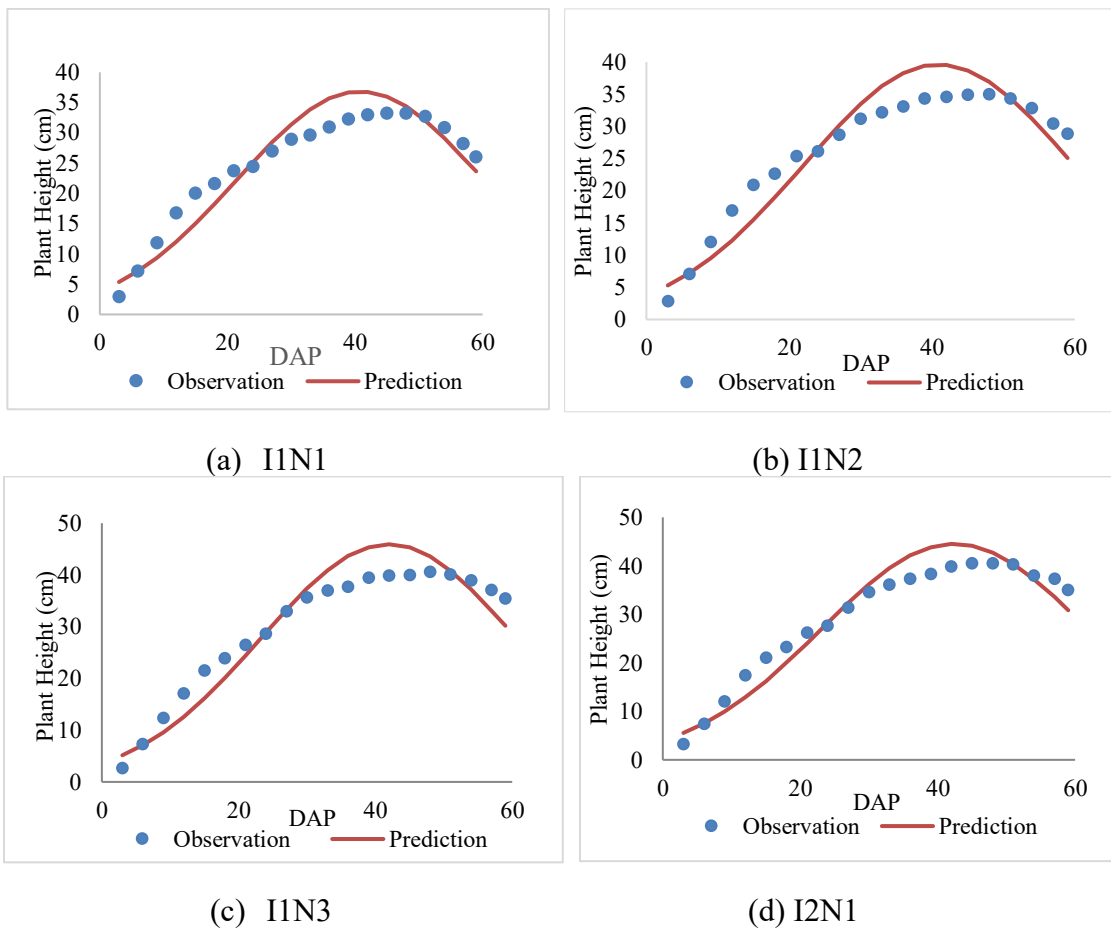 40
35
30
25
20
15
10
5
0
Plant Height (cm)
0 20 40 60
DAP
Observation Prediction
(a) I1N1
40
35
30
25
20
15
10
5
0
Plant Height (cm)
0 20 40 60
DAP
Observation Prediction
(b) I1N2
50
40
30
20
10
0
Plant Height (cm)
0 20 40 60
DAP
Observation Prediction
(c) I1N3
50
40
30
20
10
0
Plant Height (cm)
0 20 40 60
DAP
Observation Prediction
(d) I2N1